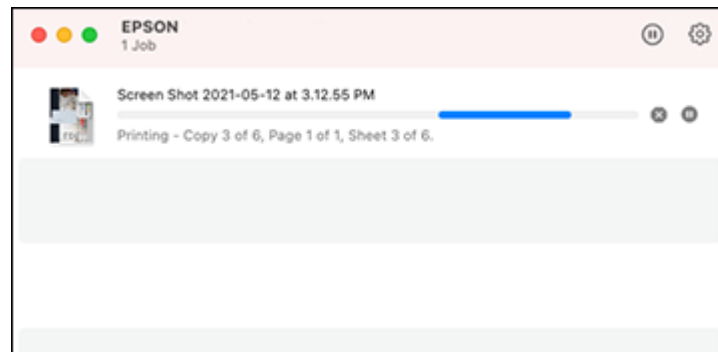 EPSON
1 Job
Screen Shot 2021-05-12 at 3.12.55 PM
Printing - Copy 3 of 6, Page 1 of 1, Sheet 3 of 6.